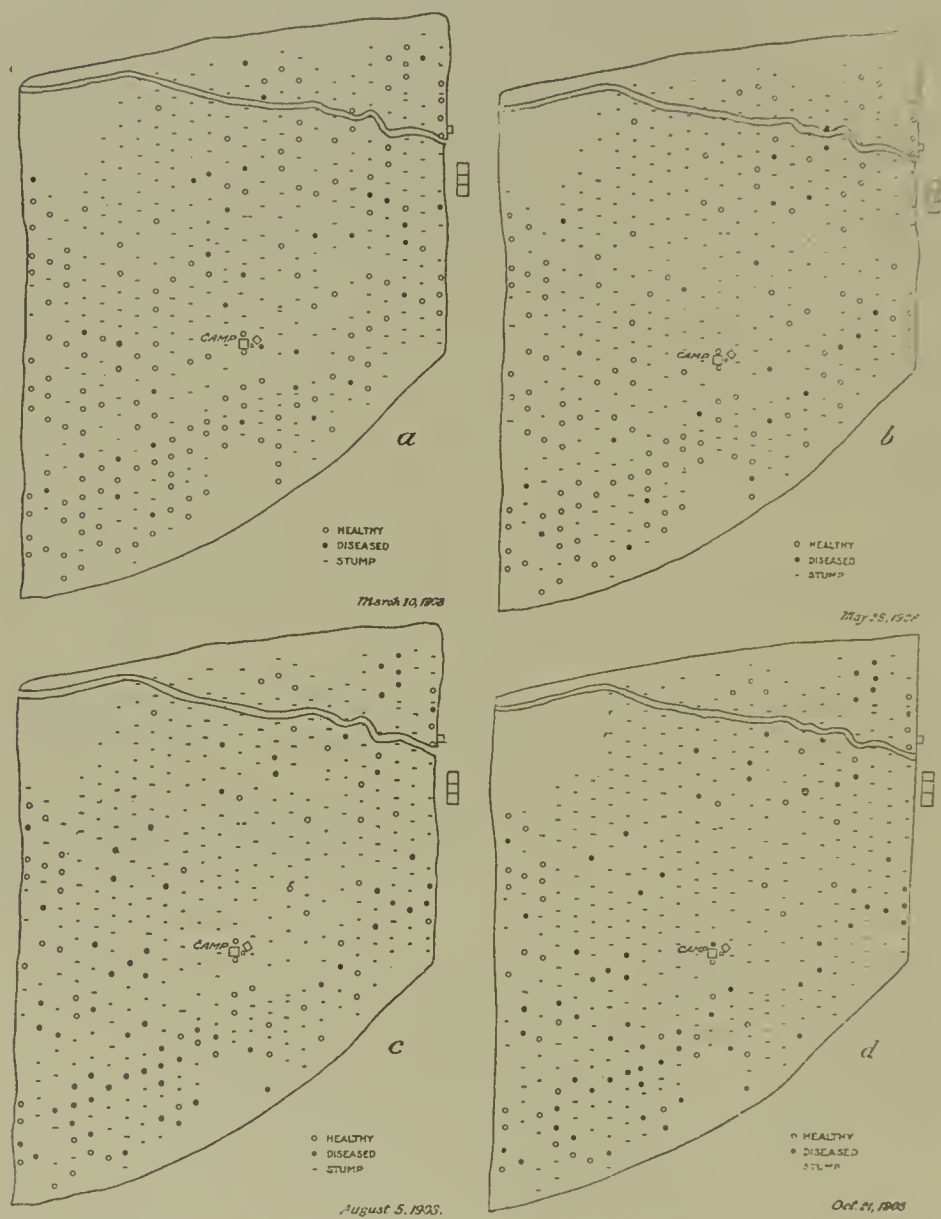 CAMP
a
HEALTHY
DISEASED
STUMP
March 10, 1908
CAMP
b
HEALTHY
DISEASED
STUMP
CAMP
c
HEALTHY
DISEASED
STUMP
August 5, 1908.
CAMP
d
HEALTHY
DISEASED
STUMP
Oct. 21, 1908